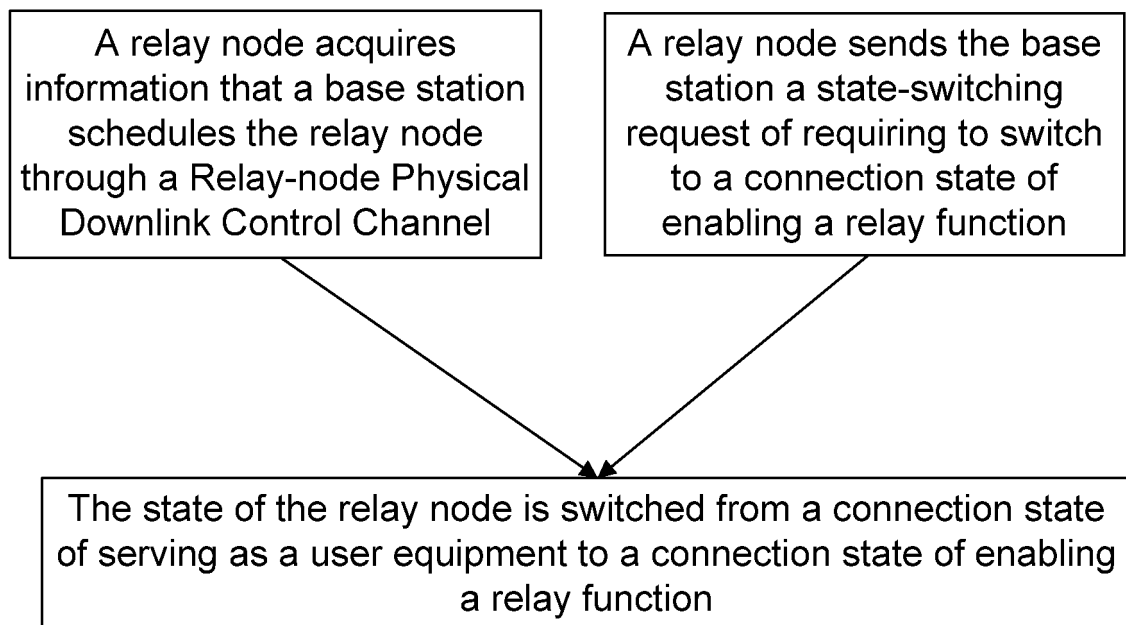 A relay node acquires
information that a base station
schedules the relay node
through a Relay-node Physical
Downlink Control Channel
A relay node sends the base
station a state-switching
request of requiring to switch
to a connection state of
enabling a relay function
The state of the relay node is switched from a connection state
of serving as a user equipment to a connection state of enabling
a relay function